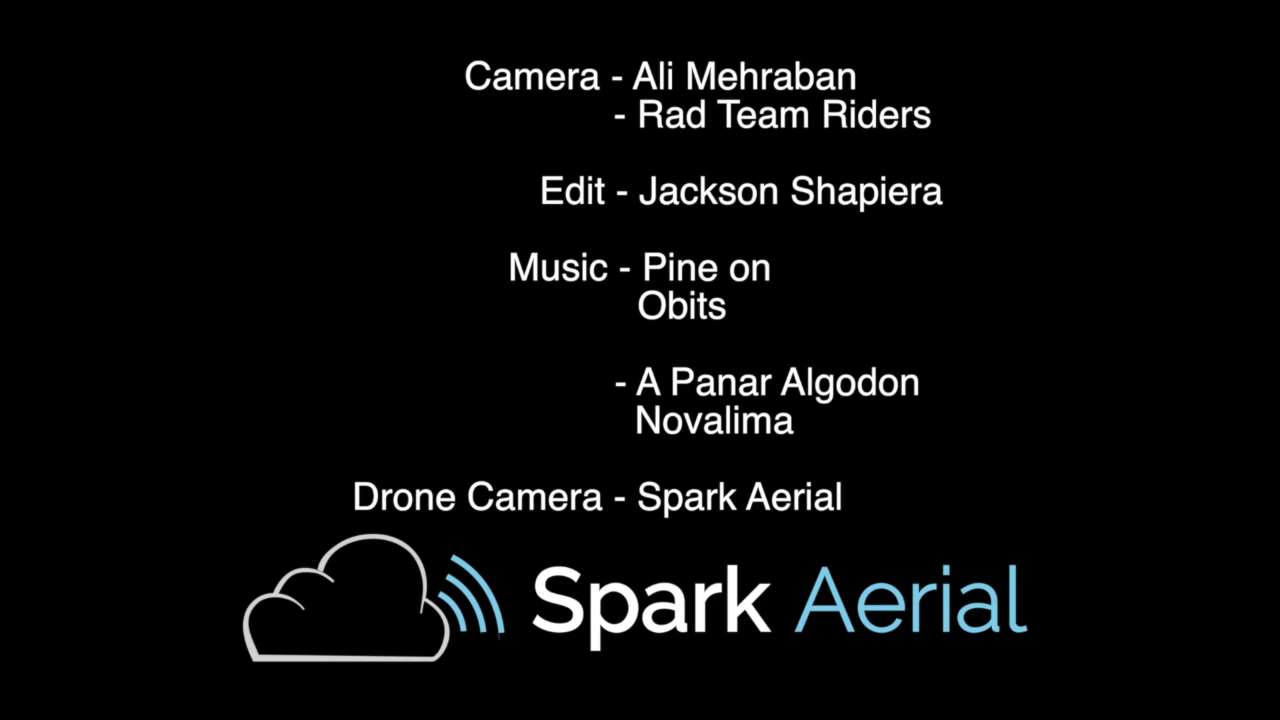 Camera - Ali Mehraban
- Rad Team Riders
Edit - Jackson Shapiera
Music - Pine on
Obits
- A Panar Algodon
Novalima
Drone Camera - Spark Aerial
Spark Aerial